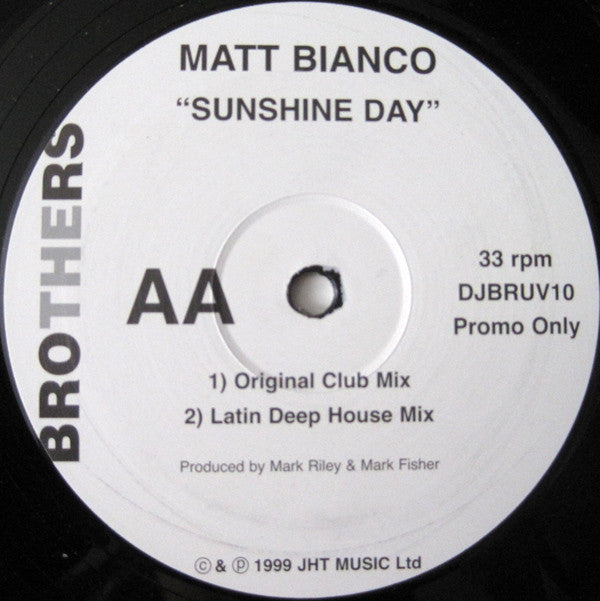 MATT BIANCO
“SUNSHINE DAY”
BROTHERS
AA
33 rpm
DJBRUV10
Promo Only
1) Original Club Mix
2) Latin Deep House Mix
Produced by Mark Riley & Mark Fisher
© & ℗ 1999 JHT MUSIC Ltd